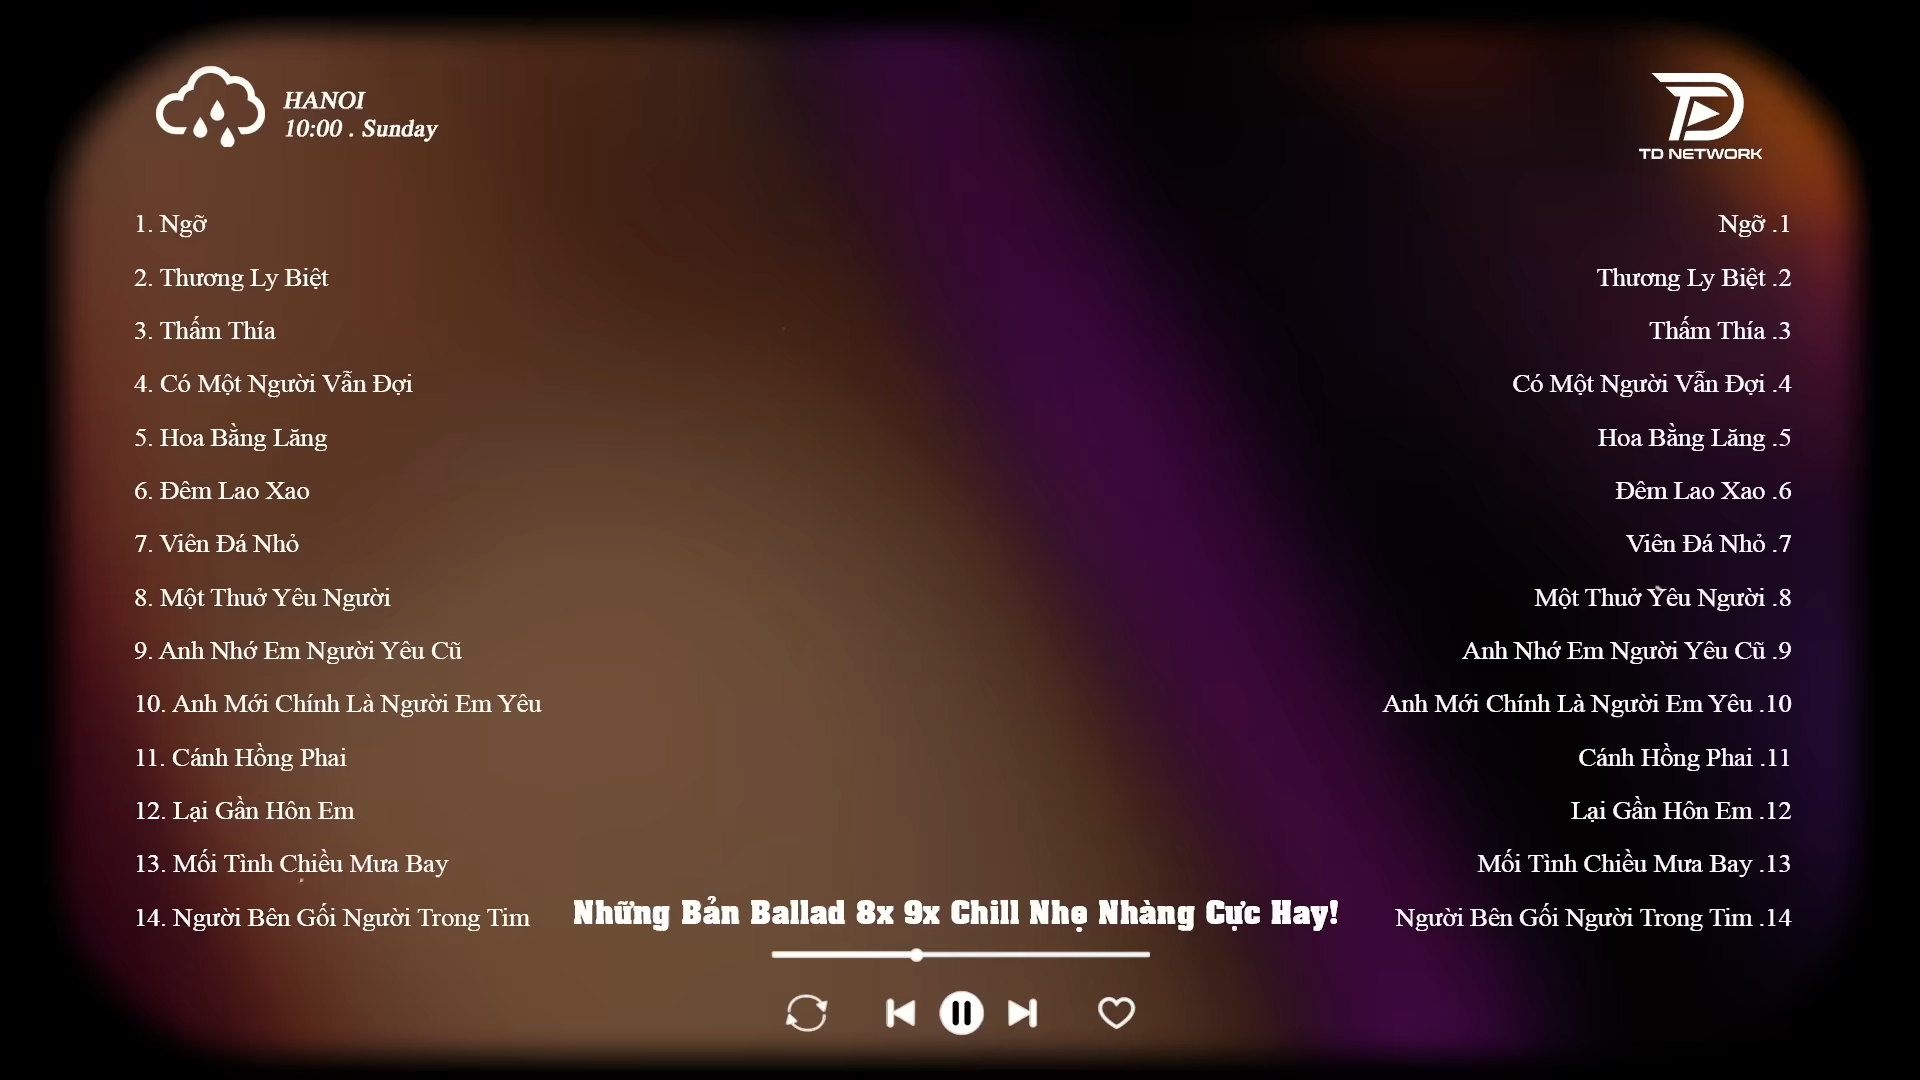 HANOI
10:00 . Sunday
TD NETWORK
1. Ngỡ
2. Thương Ly Biệt
3. Thấm Thía
4. Có Một Người Vẫn Đợi
5. Hoa Bằng Lăng
6. Đêm Lao Xao
7. Viên Đá Nhỏ
8. Một Thuở Yêu Người
9. Anh Nhớ Em Người Yêu Cũ
10. Anh Mới Chính Là Người Em Yêu
11. Cánh Hồng Phai
12. Lại Gần Hôn Em
13. Mối Tình Chiều Mưa Bay
14. Người Bên Gối Người Trong Tim
Ngỡ .1
Thương Ly Biệt .2
Thấm Thía .3
Có Một Người Vẫn Đợi .4
Hoa Bằng Lăng .5
Đêm Lao Xao .6
Viên Đá Nhỏ .7
Một Thuở Yêu Người .8
Anh Nhớ Em Người Yêu Cũ .9
Anh Mới Chính Là Người Em Yêu .10
Cánh Hồng Phai .11
Lại Gần Hôn Em .12
Mối Tình Chiều Mưa Bay .13
Người Bên Gối Người Trong Tim .14
Những Bản Ballad 8x 9x Chill Nhẹ Nhàng Cực Hay!